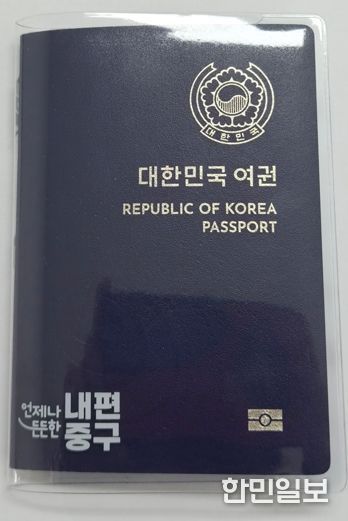 대한민국
대한민국 여권
REPUBLIC OF KOREA
PASSPORT
언제나
든든한
내편
중구
한민일보